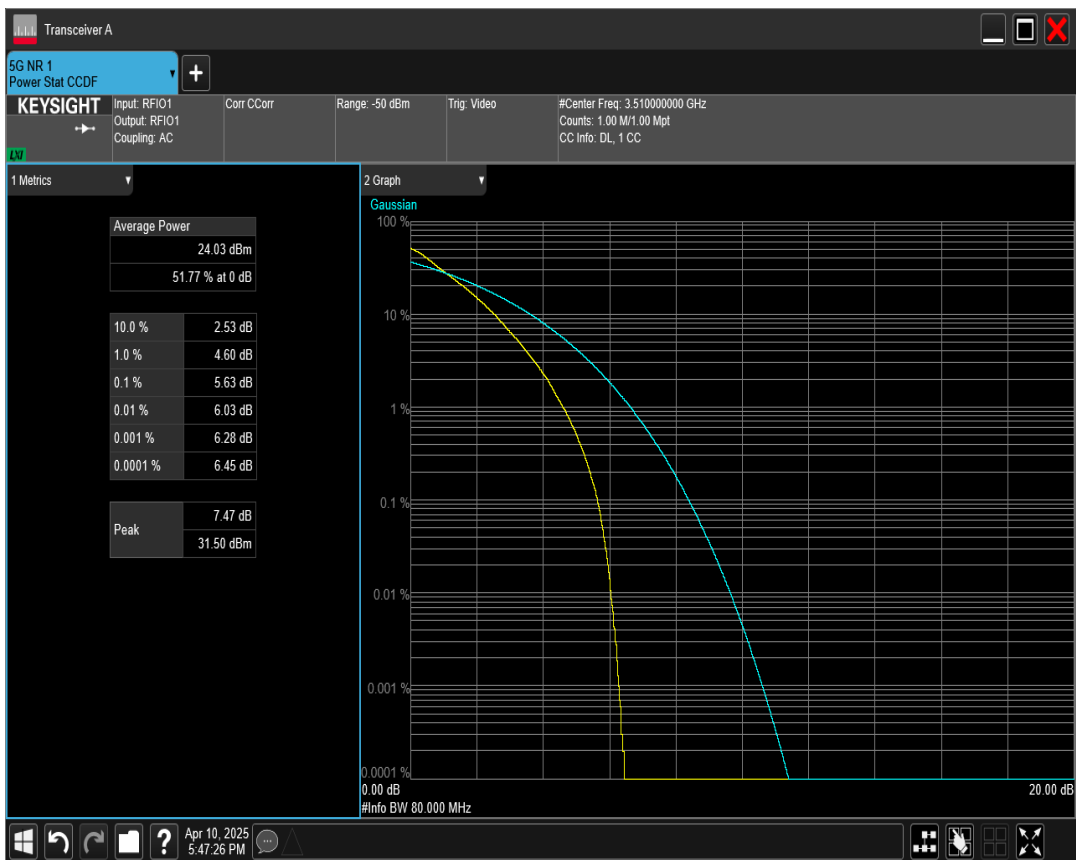 Transceiver A
5G NR 1
Power Stat CCDF
+
KEYSIGHT
LXI
Input: RFIO1
Output: RFIO1
Coupling: AC
Corr CCorr
Range: -50 dBm
Trig: Video
#Center Freq: 3.510000000 GHz
Counts: 1.00 M/1.00 Mpt
CC Info: DL, 1 CC
1 Metrics
Average Power
24.03 dBm
51.77 % at 0 dB
10.0 % 2.53 dB
1.0 % 4.60 dB
0.1 % 5.63 dB
0.01 % 6.03 dB
0.001 % 6.28 dB
0.0001 % 6.45 dB
Peak 7.47 dB
31.50 dBm
2 Graph
Gaussian
100 %
10 %
1 %
0.1 %
0.01 %
0.001 %
0.0001 %
0.00 dB 20.00 dB
#Info BW 80.000 MHz
?
Apr 10, 2025
5:47:26 PM